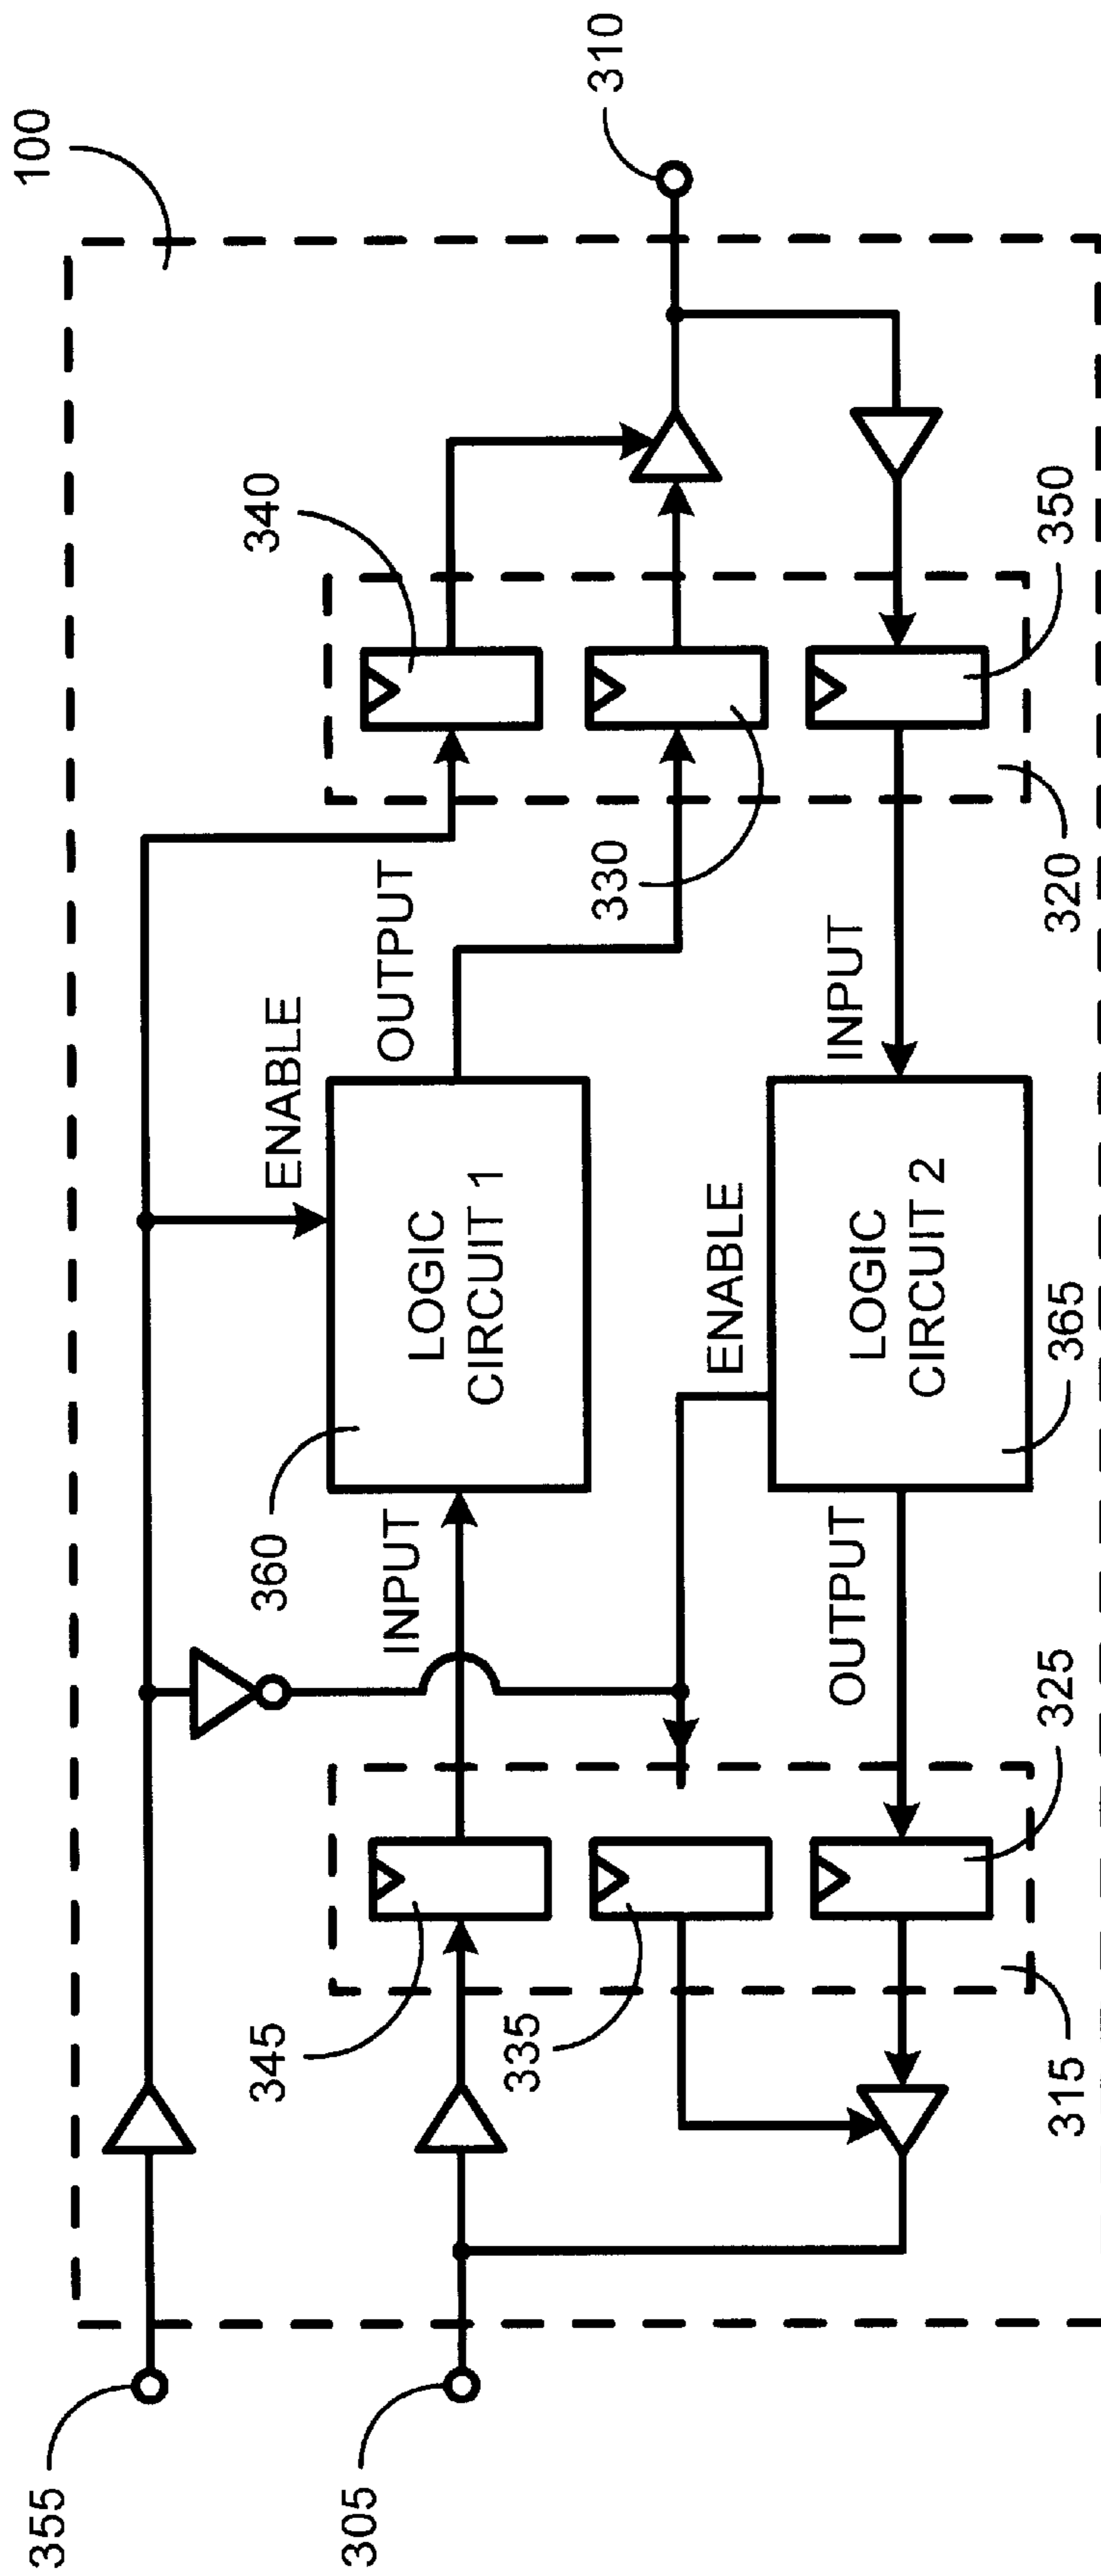 100
310
340
350
ENABLE
OUTPUT
330
320
INPUT
LOGIC
CIRCUIT 1
360
INPUT
ENABLE
LOGIC
CIRCUIT 2
365
OUTPUT
325
345
335
315
355
305